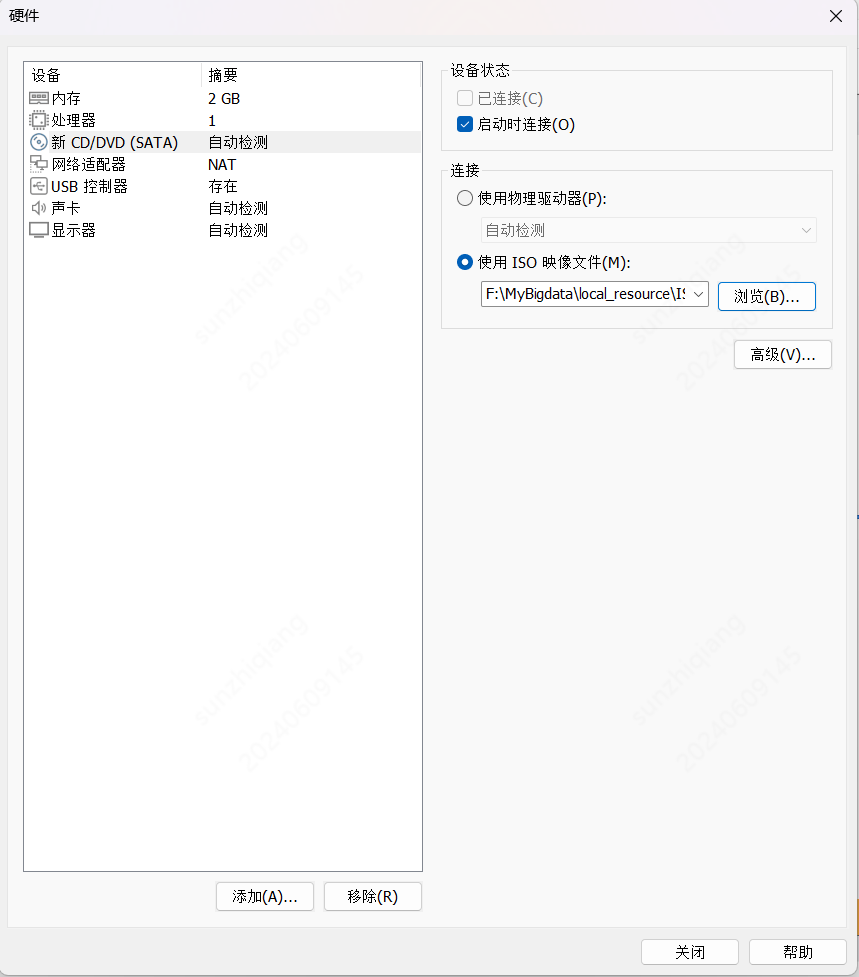 硬件
设备 摘要
内存 2 GB
处理器 1
新 CD/DVD (SATA) 自动检测
网络适配器 NAT
USB 控制器 存在
声卡 自动检测
显示器 自动检测
设备状态
已连接(C)
启动时连接(O)
连接
使用物理驱动器(P):
自动检测
使用 ISO 映像文件(M):
F:\MyBigdata\local_resource\IS
浏览(B)...
高级(V)...
添加(A)...
移除(R)
关闭
帮助
sunzhiqiang
20240609145
sunzhiqiang
20240609145
sunzhiqiang
20240609145
sunzhiqiang
20240609145